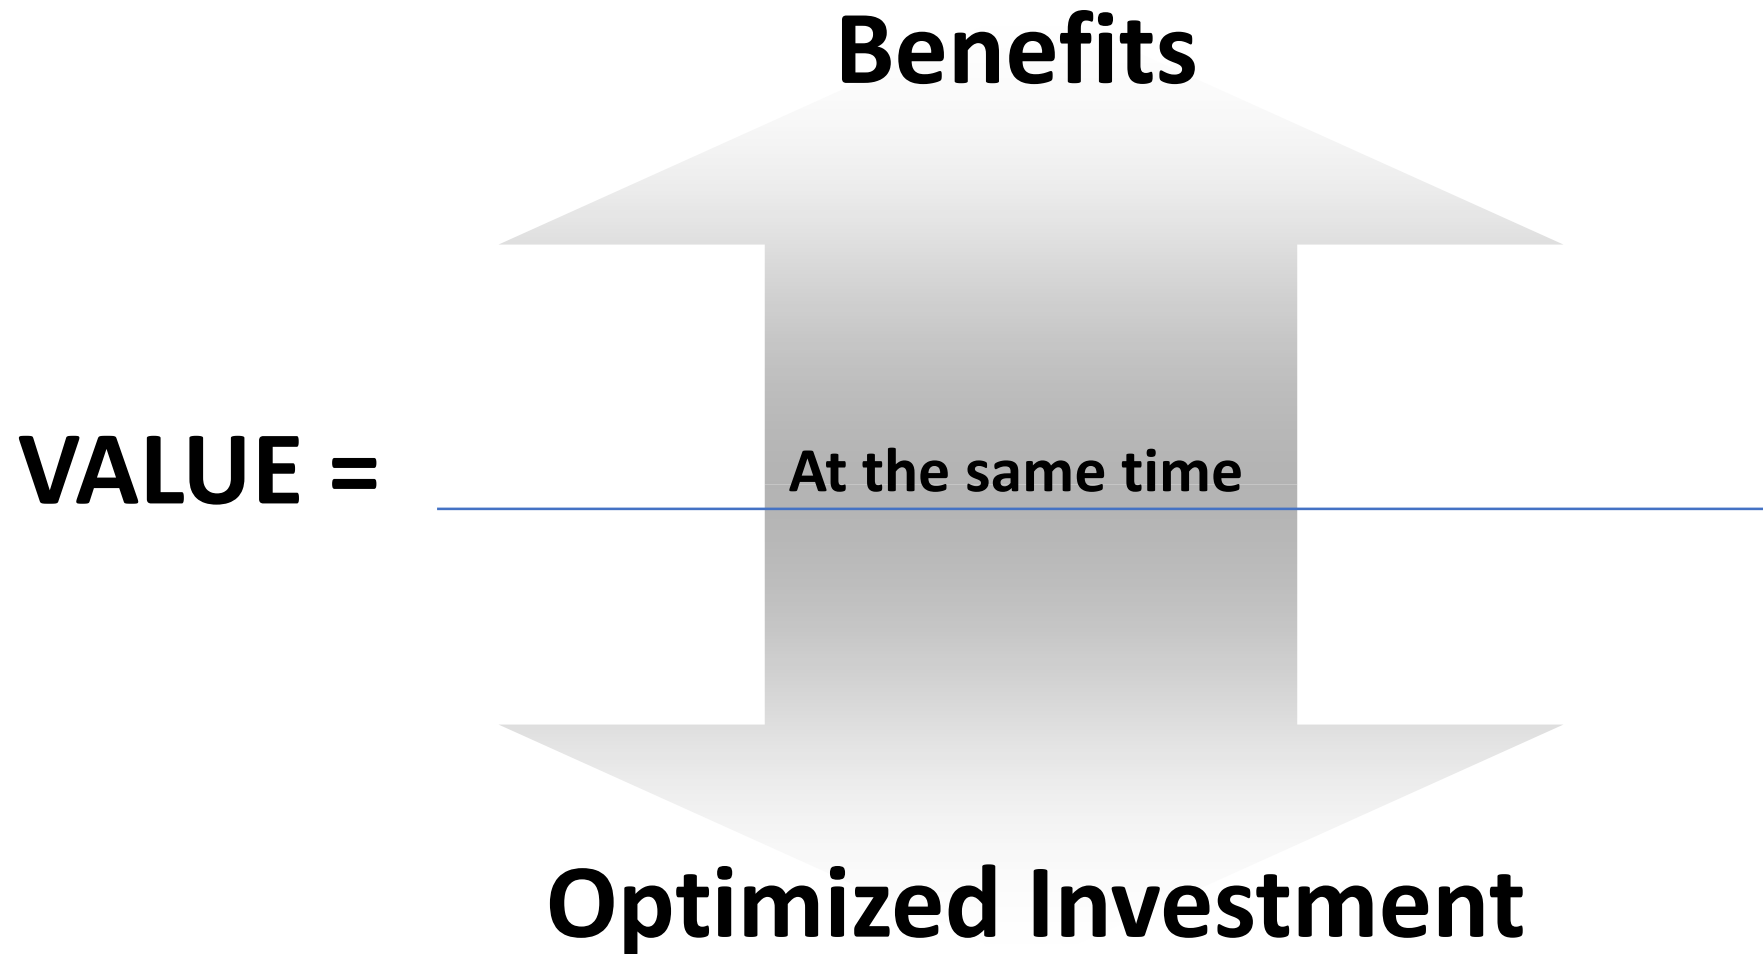 Benefits
VALUE =
At the same time
Optimized Investment